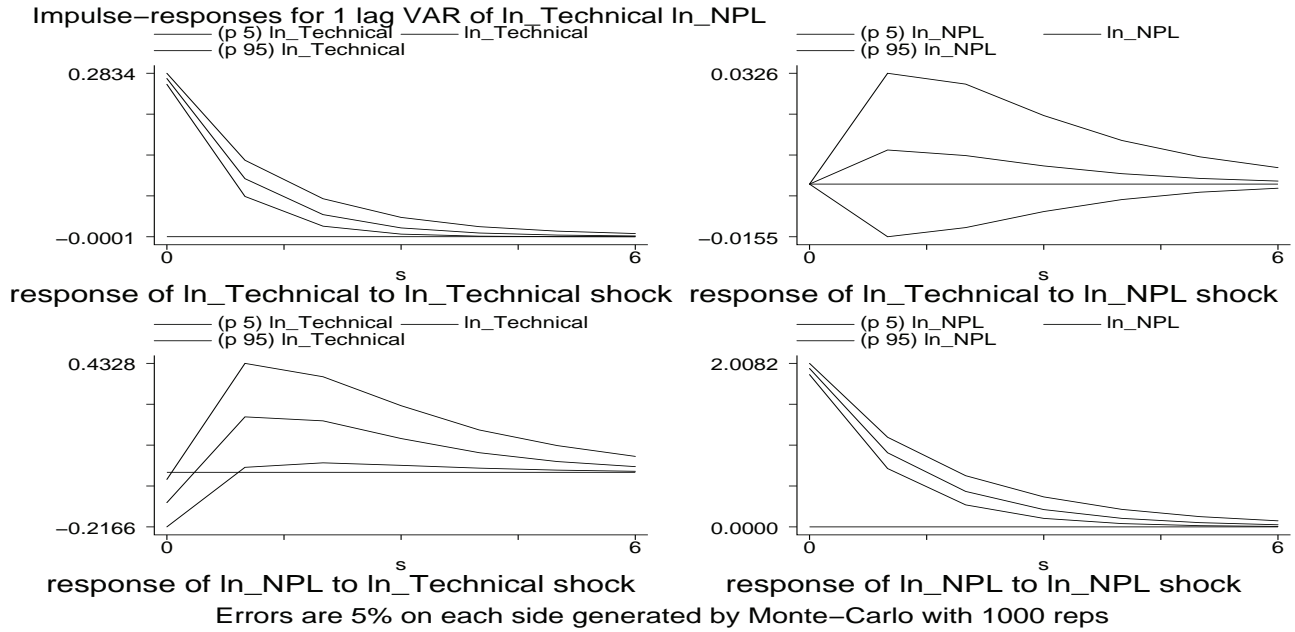 Impulse−responses for 1 lag VAR of ln_Technical ln_NPL
(p 5) ln_Technical ln_Technical
(p 95) ln_Technical
0.2834
−0.0001
0 6
s
response of ln_Technical to ln_Technical shock
(p 5) ln_NPL ln_NPL
(p 95) ln_NPL
0.0326
−0.0155
0 6
s
response of ln_Technical to ln_NPL shock
(p 5) ln_Technical ln_Technical
(p 95) ln_Technical
0.4328
−0.2166
0 6
s
response of ln_NPL to ln_Technical shock
(p 5) ln_NPL ln_NPL
(p 95) ln_NPL
2.0082
0.0000
0 6
s
response of ln_NPL to ln_NPL shock
Errors are 5% on each side generated by Monte−Carlo with 1000 reps